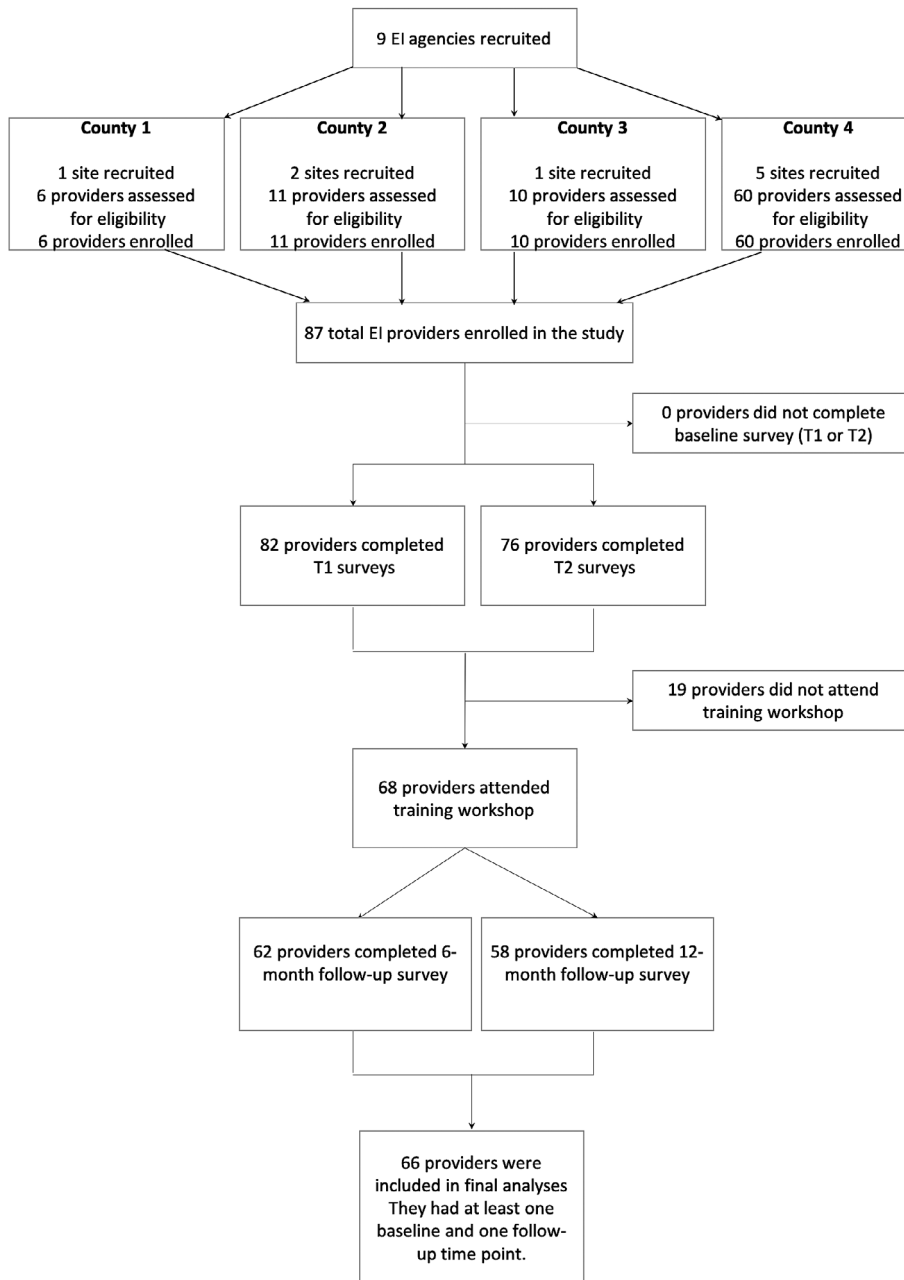 9 EI agencies recruited
County 1
1 site recruited
6 providers assessed
for eligibility
6 providers enrolled
County 2
2 sites recruited
11 providers assessed
for eligibility
11 providers enrolled
County 3
1 site recruited
10 providers assessed
for eligibility
10 providers enrolled
County 4
5 sites recruited
60 providers assessed
for eligibility
60 providers enrolled
87 total EI providers enrolled in the study
0 providers did not complete
baseline survey (T1 or T2)
82 providers completed
T1 surveys
76 providers completed
T2 surveys
19 providers did not attend
training workshop
68 providers attended
training workshop
62 providers completed 6-
month follow-up survey
58 providers completed 12-
month follow-up survey
66 providers were
included in final analyses
They had at least one
baseline and one follow-
up time point.